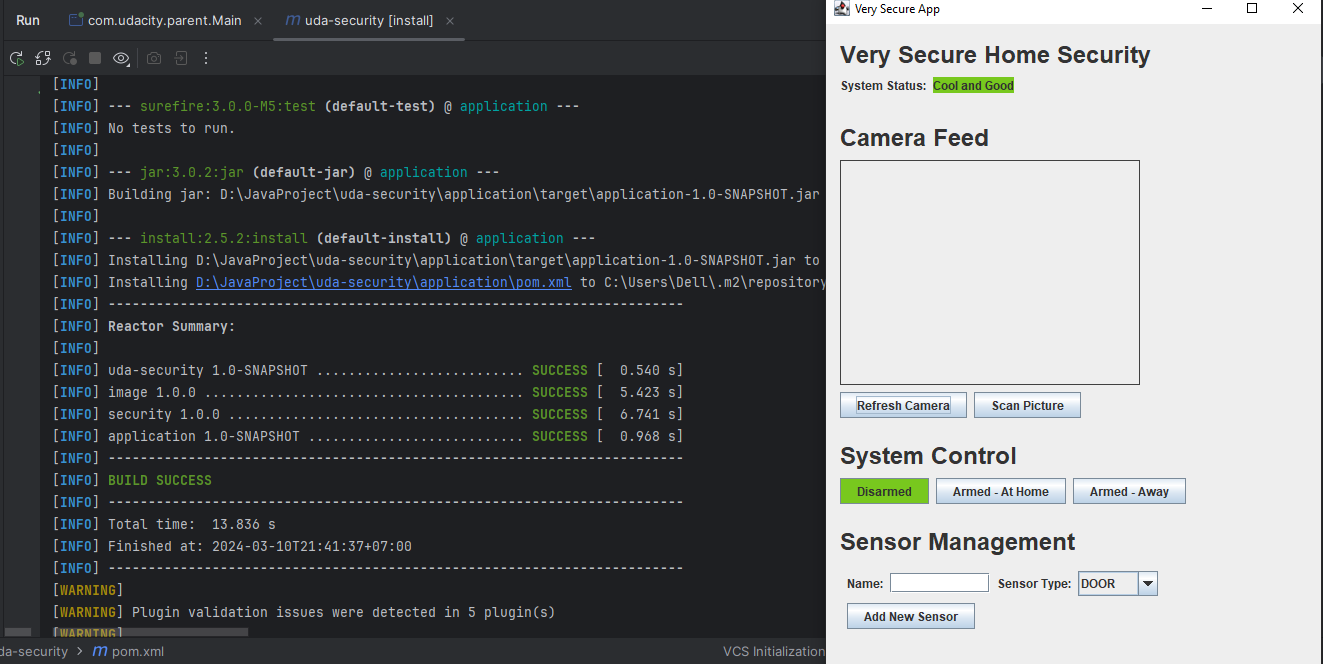 Run com.udacity.parent.Main × m uda-security [install] ×
[INFO]
[INFO] --- surefire:3.0.0-M5:test (default-test) @ application ---
[INFO] No tests to run.
[INFO]
[INFO] --- jar:3.0.2:jar (default-jar) @ application ---
[INFO] Building jar: D:\JavaProject\uda-security\application\target\application-1.0-SNAPSHOT.jar
[INFO]
[INFO] --- install:2.5.2:install (default-install) @ application ---
[INFO] Installing D:\JavaProject\uda-security\application\target\application-1.0-SNAPSHOT.jar to
[INFO] Installing D:\JavaProject\uda-security\application\pom.xml to C:\Users\Dell\.m2\repository
[INFO] ------------------------------------------------------------------------
[INFO] Reactor Summary:
[INFO]
[INFO] uda-security 1.0-SNAPSHOT .......................... SUCCESS [  0.540 s]
[INFO] image 1.0.0 ........................................ SUCCESS [  5.423 s]
[INFO] security 1.0.0 ..................................... SUCCESS [  6.741 s]
[INFO] application 1.0-SNAPSHOT ........................... SUCCESS [  0.968 s]
[INFO] ------------------------------------------------------------------------
[INFO] BUILD SUCCESS
[INFO] ------------------------------------------------------------------------
[INFO] Total time:  13.836 s
[INFO] Finished at: 2024-03-10T21:41:37+07:00
[INFO] ------------------------------------------------------------------------
[WARNING]
[WARNING] Plugin validation issues were detected in 5 plugin(s)
[WARNING]
da-security > m pom.xml
VCS Initialization
Very Secure App
Very Secure Home Security
System Status: Cool and Good
Camera Feed
Refresh Camera Scan Picture
System Control
Disarmed Armed - At Home Armed - Away
Sensor Management
Name: Sensor Type: DOOR
Add New Sensor